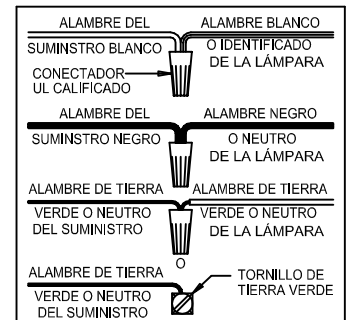 ALAMBRE DEL ALAMBRE BLANCO
SUMINSTRO BLANCO O IDENTIFICADO
DE LA LÁMPARA
CONECTADOR
UL CALIFICADO
ALAMBRE DEL ALAMBRE NEGRO
SUMINSTRO NEGRO O NEUTRO
DE LA LÁMPARA
ALAMBRE DE TIERRA ALAMBRE DE TIERRA
VERDE O NEUTRO VERDE O NEUTRO
DEL SUMINISTRO DE LA LÁMPARA
O
ALAMBRE DE TIERRA TORNILLO DE
TIERRA VERDE
VERDE O NEUTRO
DEL SUMINISTRO